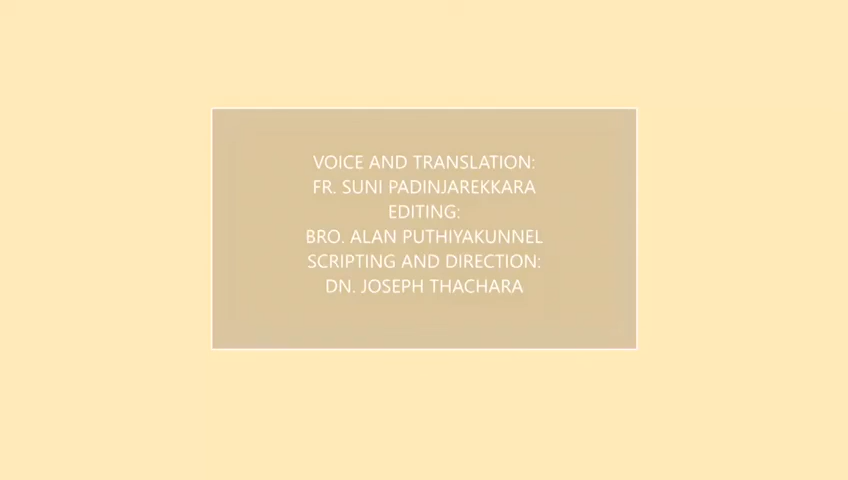 VOICE AND TRANSLATION:
FR. SUNI PADINJAREKKARA
EDITING:
BRO. ALAN PUTHIYAKUNNEL
SCRIPTING AND DIRECTION:
DN. JOSEPH THACHARA